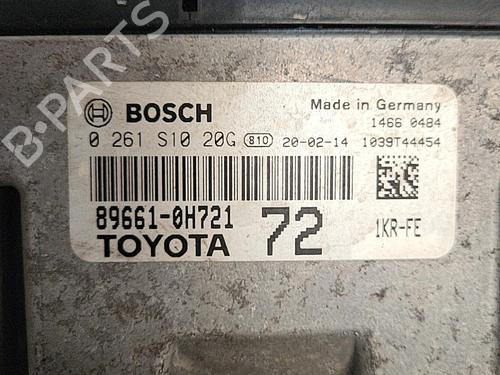 B-PARTS
BOSCH
Made in Germany
1466 0484
0 261 S10 20G 810 20-02-14 1039T44454
89661-0H721
72
1KR-FE
TOYOTA